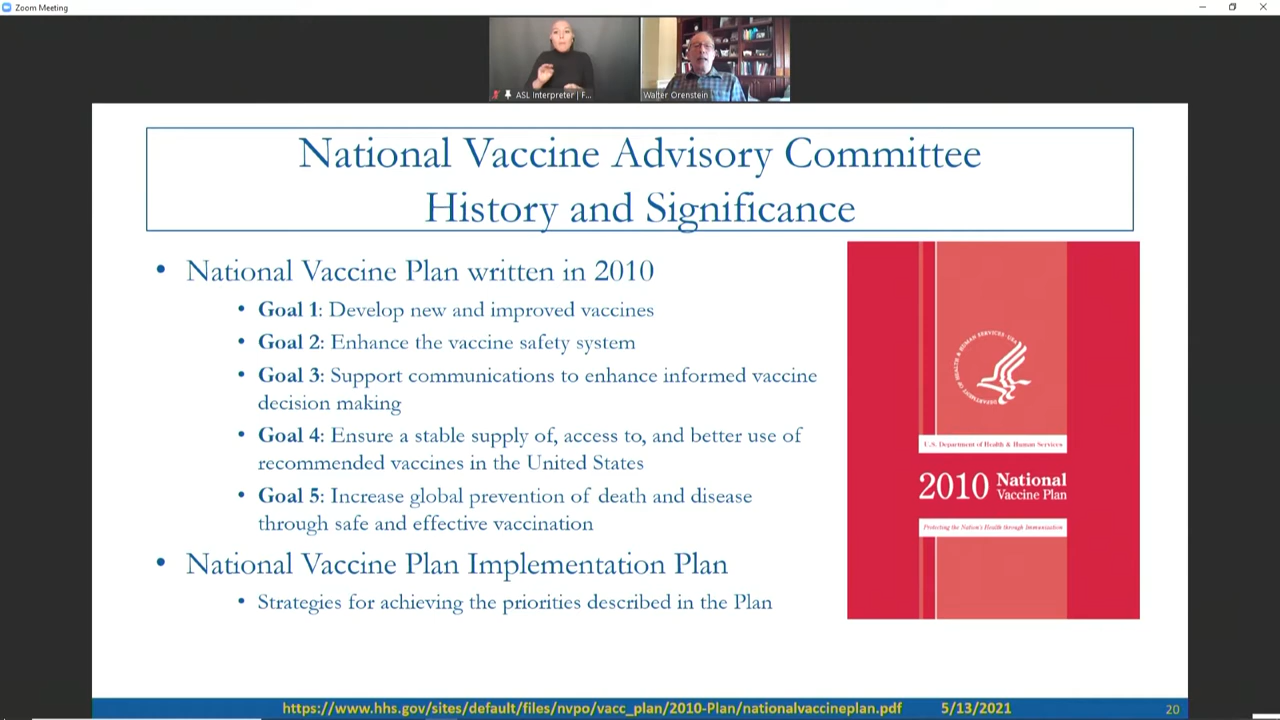 Zoom Meeting
ASL Interpreter | F...
Walter Orenstein
National Vaccine Advisory Committee
History and Significance
• National Vaccine Plan written in 2010
• Goal 1: Develop new and improved vaccines
• Goal 2: Enhance the vaccine safety system
• Goal 3: Support communications to enhance informed vaccine
decision making
• Goal 4: Ensure a stable supply of, access to, and better use of
recommended vaccines in the United States
• Goal 5: Increase global prevention of death and disease
through safe and effective vaccination
• National Vaccine Plan Implementation Plan
• Strategies for achieving the priorities described in the Plan
DEPARTMENT OF HEALTH & HUMAN SERVICES · USA
U.S. Department of Health & Human Services
2010 National
Vaccine Plan
Protecting the Nation's Health through Immunization
https://www.hhs.gov/sites/default/files/nvpo/vacc_plan/2010-Plan/nationalvaccineplan.pdf 5/13/2021 20